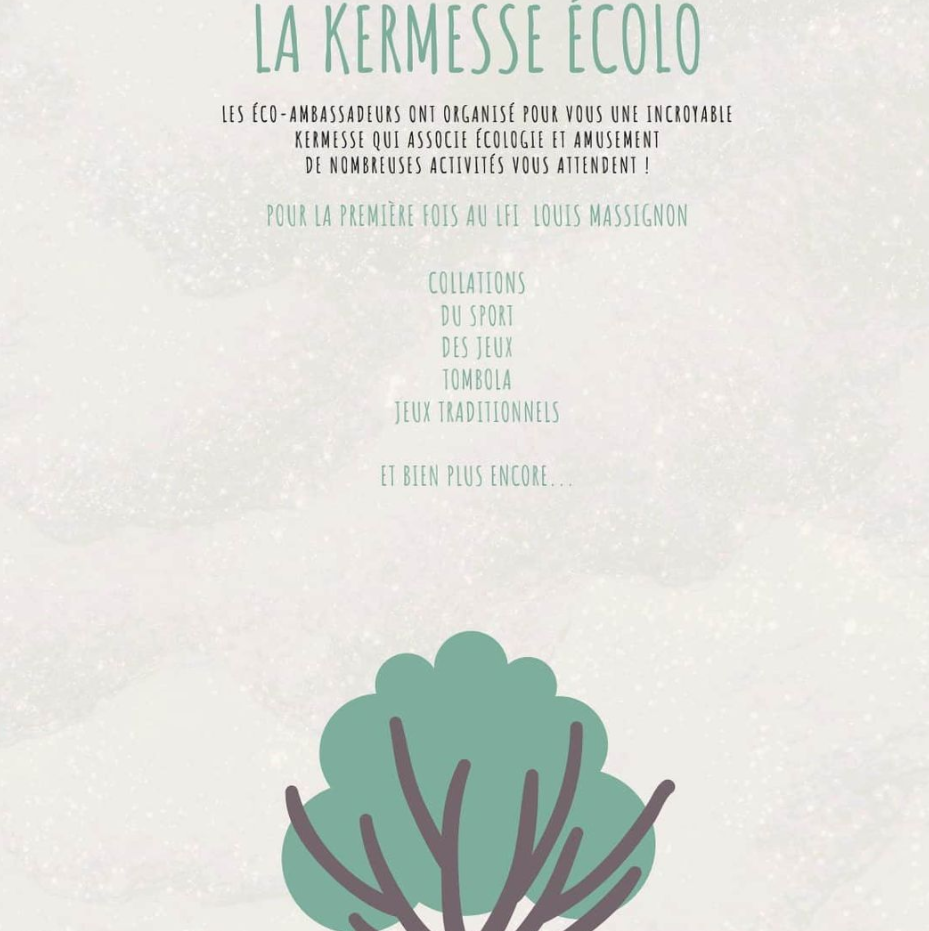 LA KERMESSE ÉCOLO
LES ÉCO-AMBASSADEURS ONT ORGANISÉ POUR VOUS UNE INCROYABLE
KERMESSE QUI ASSOCIE ÉCOLOGIE ET AMUSEMENT
DE NOMBREUSES ACTIVITÉS VOUS ATTENDENT !
POUR LA PREMIÈRE FOIS AU LFI LOUIS MASSIGNON
COLLATIONS
DU SPORT
DES JEUX
TOMBOLA
JEUX TRADITIONNELS
ET BIEN PLUS ENCORE...